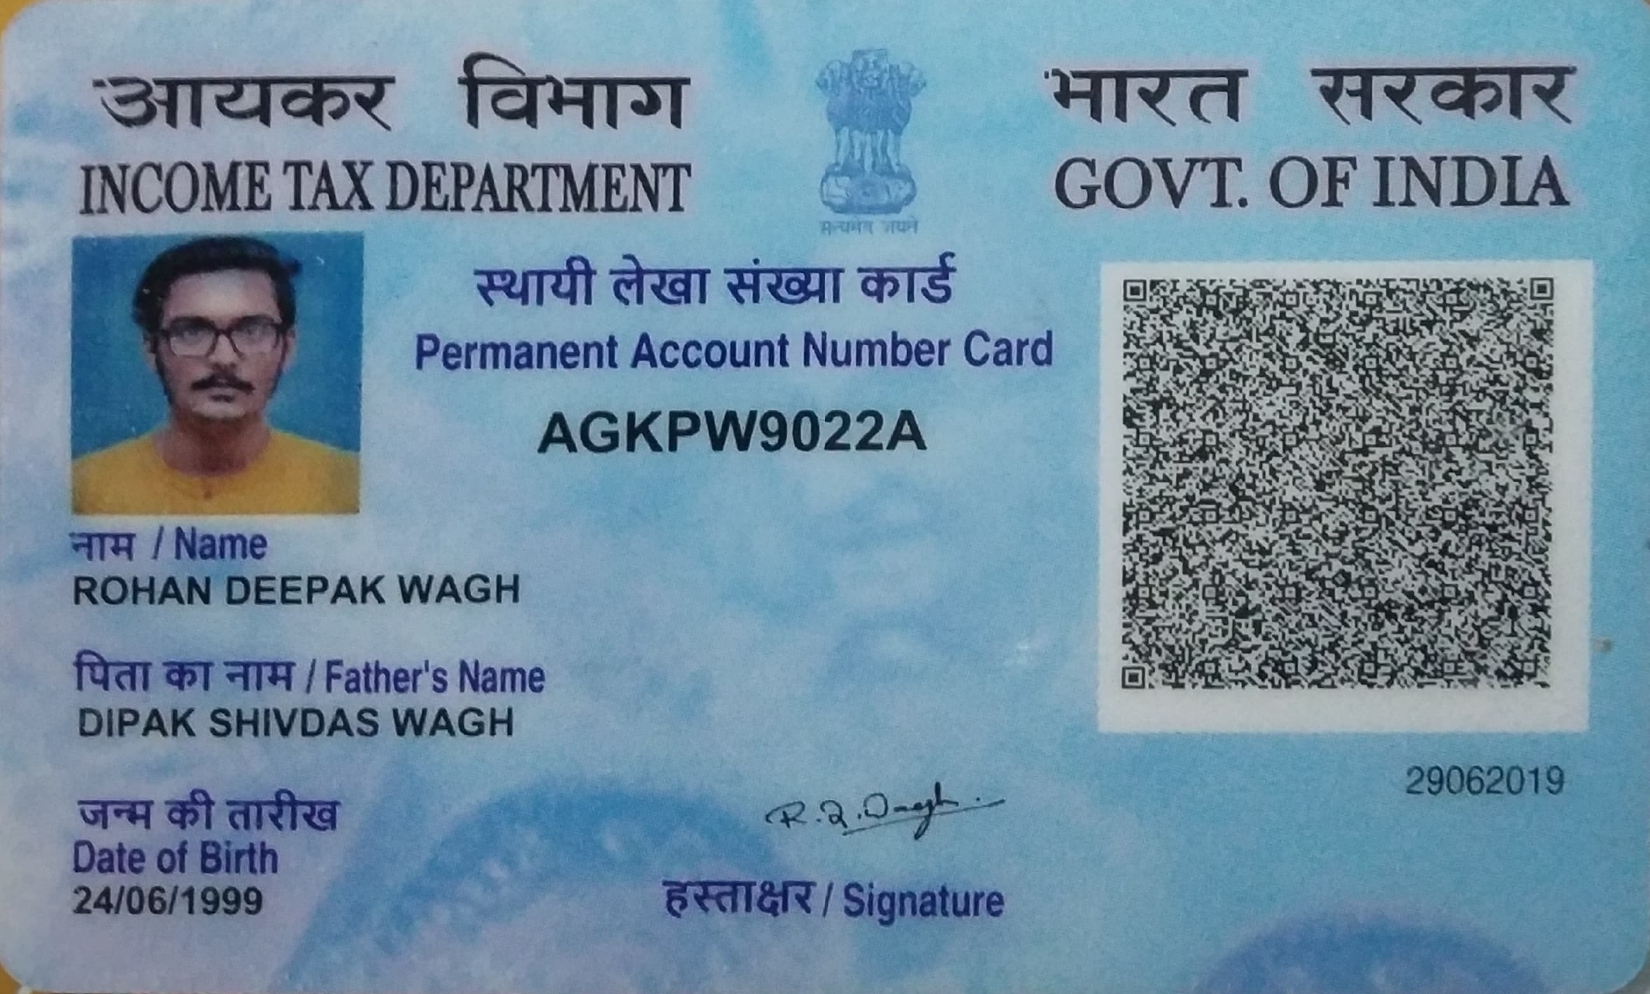 आयकर विभाग
INCOME TAX DEPARTMENT
भारत सरकार
GOVT. OF INDIA
सत्यमेव जयते
स्थायी लेखा संख्या कार्ड
Permanent Account Number Card
AGKPW9022A
नाम / Name
ROHAN DEEPAK WAGH
पिता का नाम / Father's Name
DIPAK SHIVDAS WAGH
जन्म की तारीख
Date of Birth
24/06/1999
हस्ताक्षर / Signature
29062019